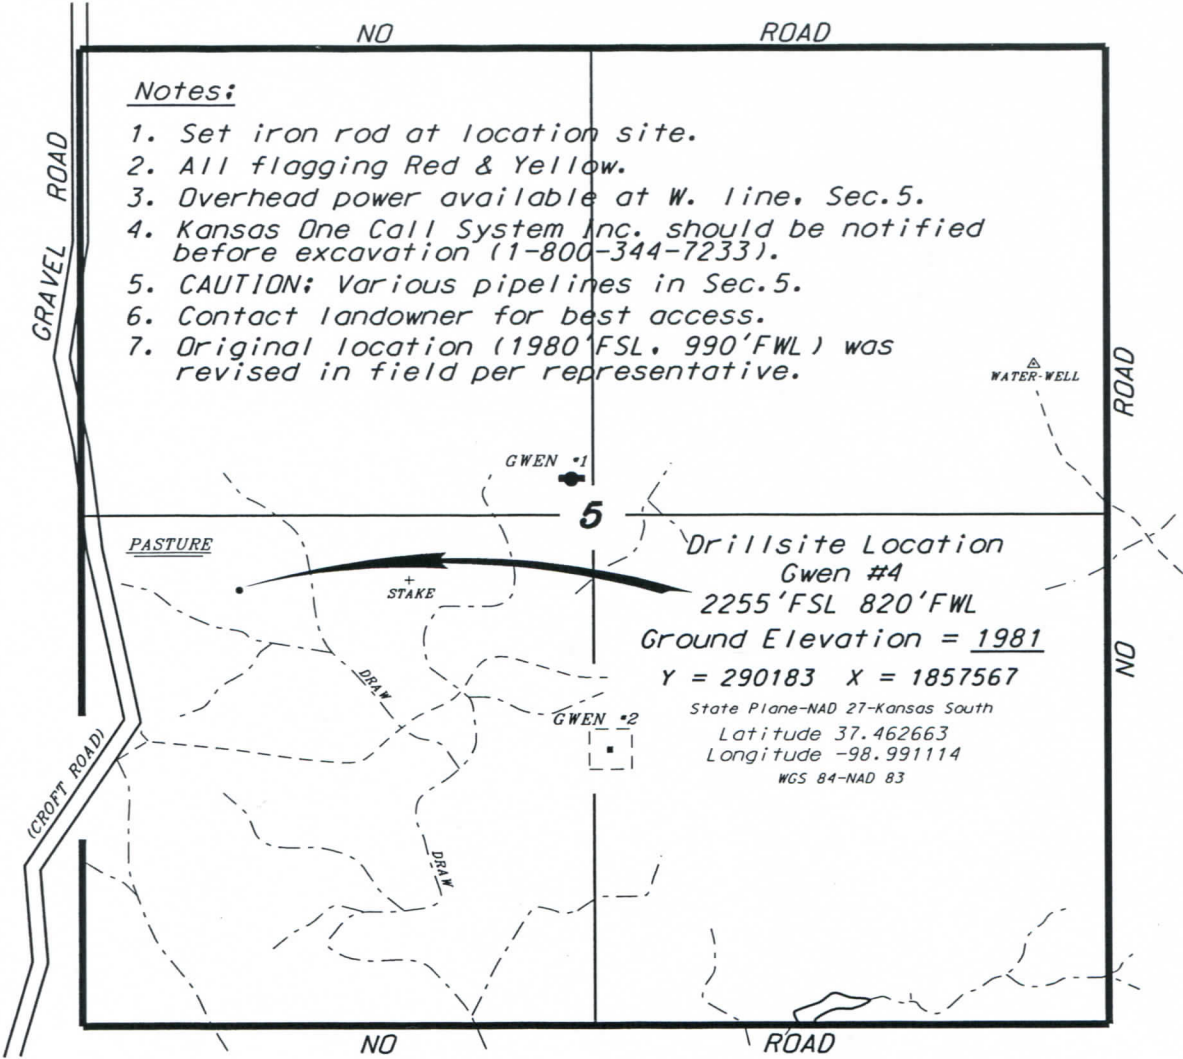 NO ROAD
GRAVEL ROAD
Notes:
1. Set iron rod at location site.
2. All flagging Red & Yellow.
3. Overhead power available at W. line, Sec.5.
4. Kansas One Call System Inc. should be notified
before excavation (1-800-344-7233).
5. CAUTION: Various pipelines in Sec.5.
6. Contact landowner for best access.
7. Original location (1980'FSL, 990'FWL) was
revised in field per representative.
WATER-WELL
NO ROAD
GWEN #1
5
PASTURE
STAKE
Drillsite Location
Gwen #4
2255'FSL 820'FWL
Ground Elevation = 1981
Y = 290183 X = 1857567
State Plane-NAD 27-Kansas South
Latitude 37.462663
Longitude -98.991114
WGS 84-NAD 83
DRAW
GWEN #2
(CROFT ROAD)
DRAW
NO ROAD